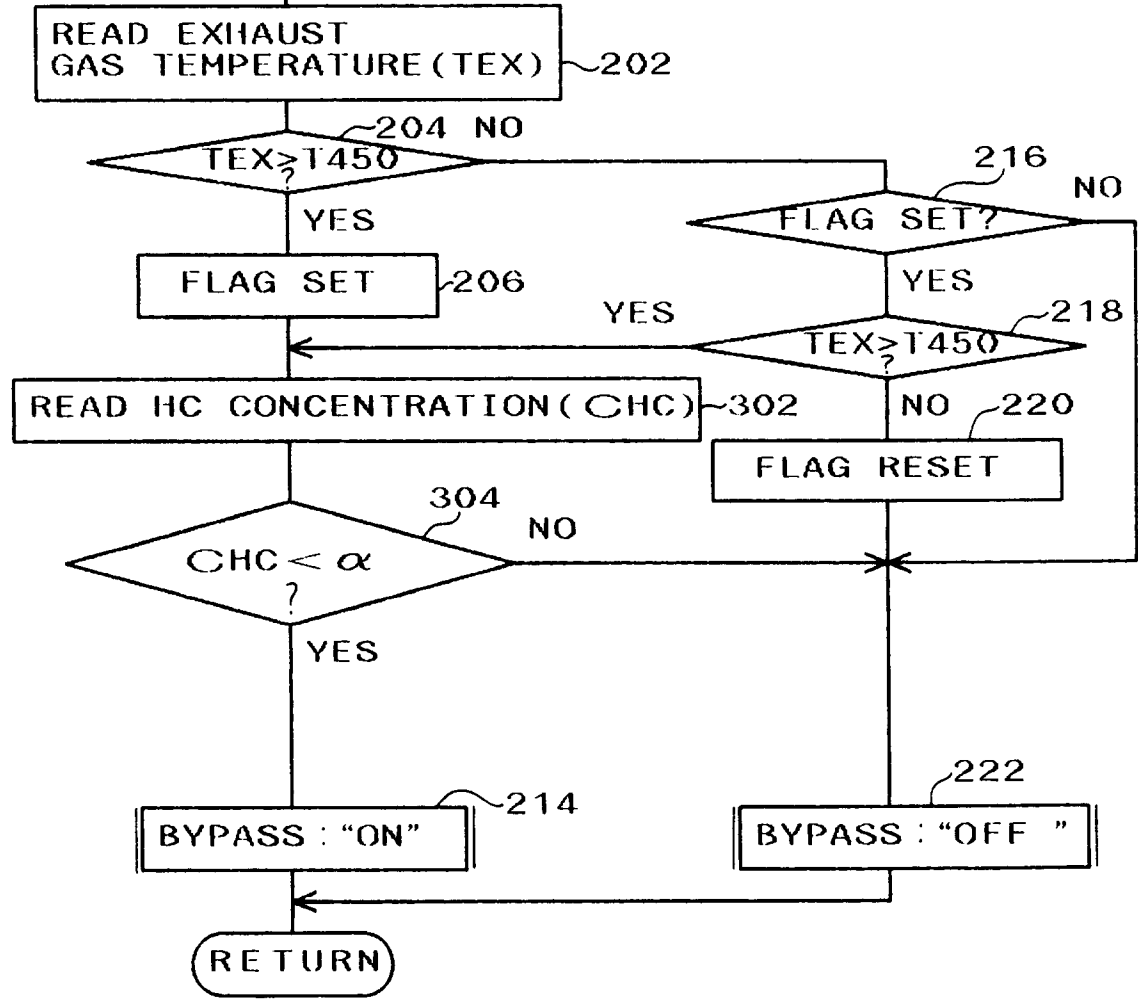 READ EXHAUST
GAS TEMPERATURE(TEX)
202
204
NO
TEX≥T450
?
YES
216
NO
FLAG SET?
FLAG SET
206
YES
YES
218
TEX≥T450
?
READ HC CONCENTRATION(CHC)
302
NO
220
FLAG RESET
304
NO
CHC < α
?
YES
214
222
BYPASS : "ON"
BYPASS : "OFF "
RETURN